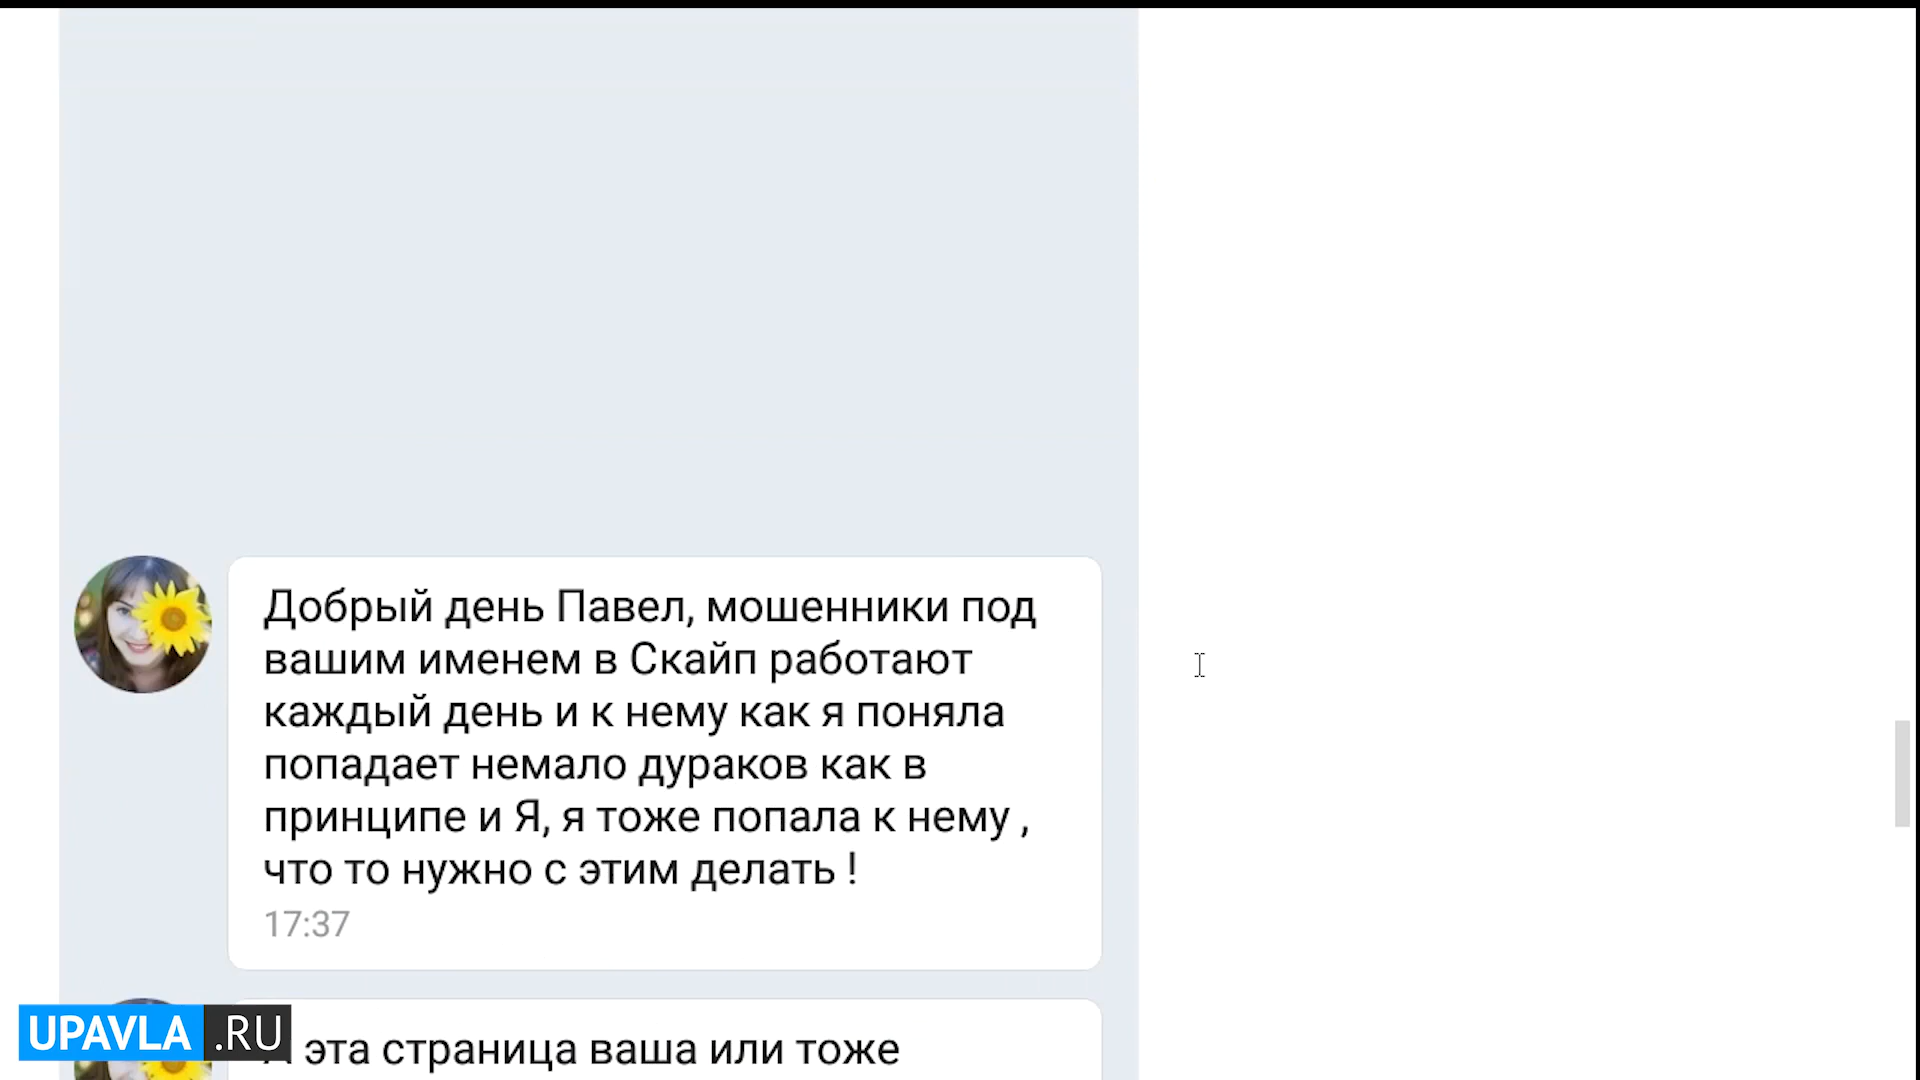 Добрый день Павел, мошенники под
вашим именем в Скайп работают
каждый день и к нему как я поняла
попадает немало дураков как в
принципе и Я, я тоже попала к нему ,
что то нужно с этим делать !
17:37
эта страница ваша или тоже
UPAVLA .RU